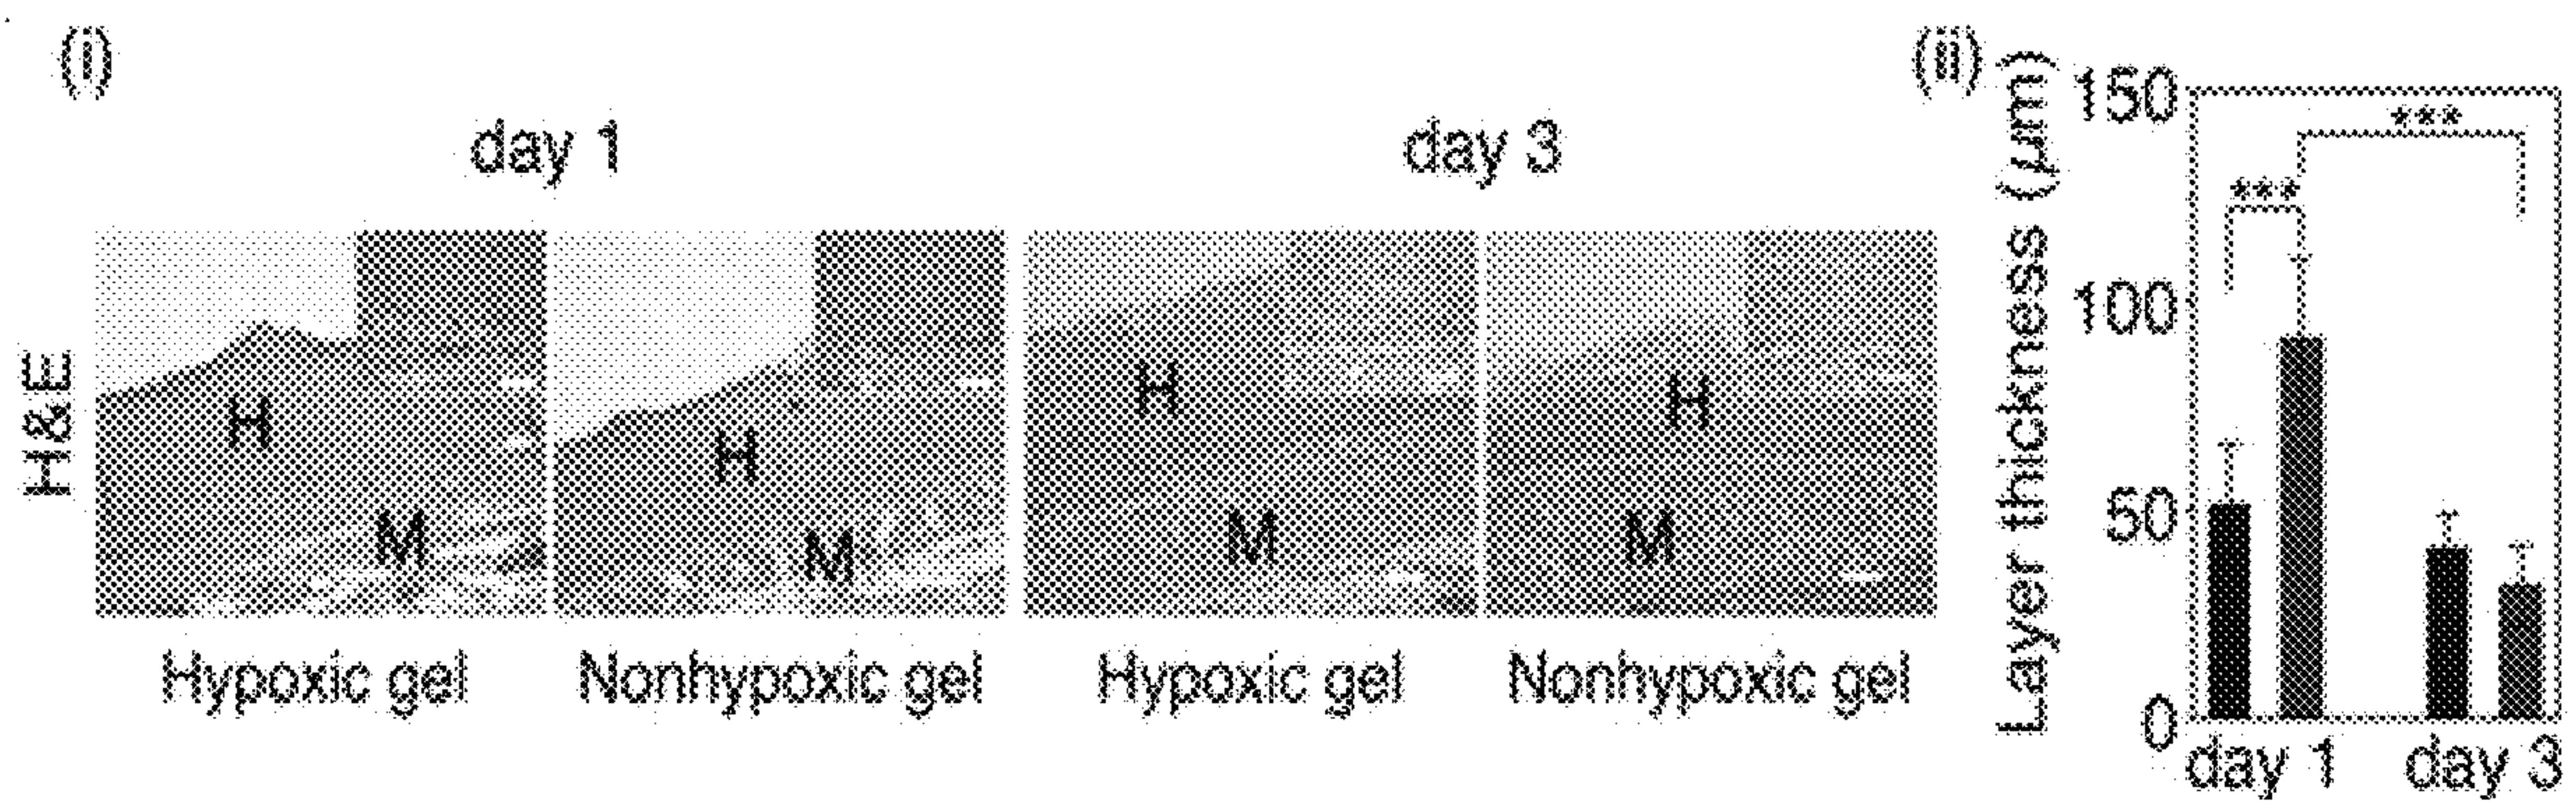 (i)
day 1
day 3
H&E
H
M
H
M
H
M
H
M
Hypoxic gel
Nonhypoxic gel
Hypoxic gel
Nonhypoxic gel
(ii)
Layer thickness (μm)
150
100
50
0
***
***
day 1
day 3